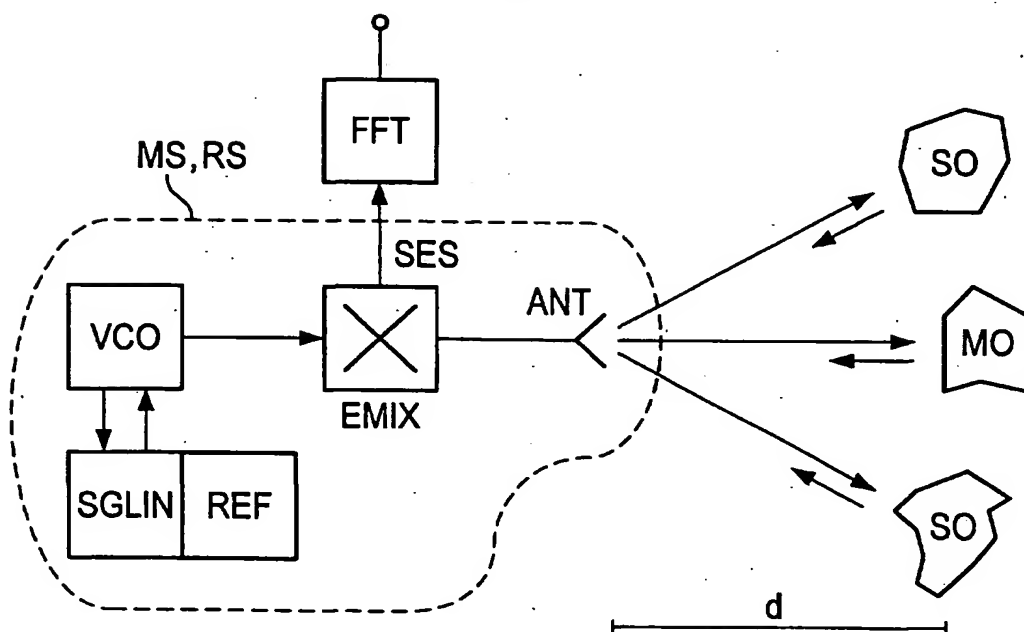 FFT
MS, RS
SES
SO
ANT
VCO
MO
EMIX
SGLIN REF
SO
d